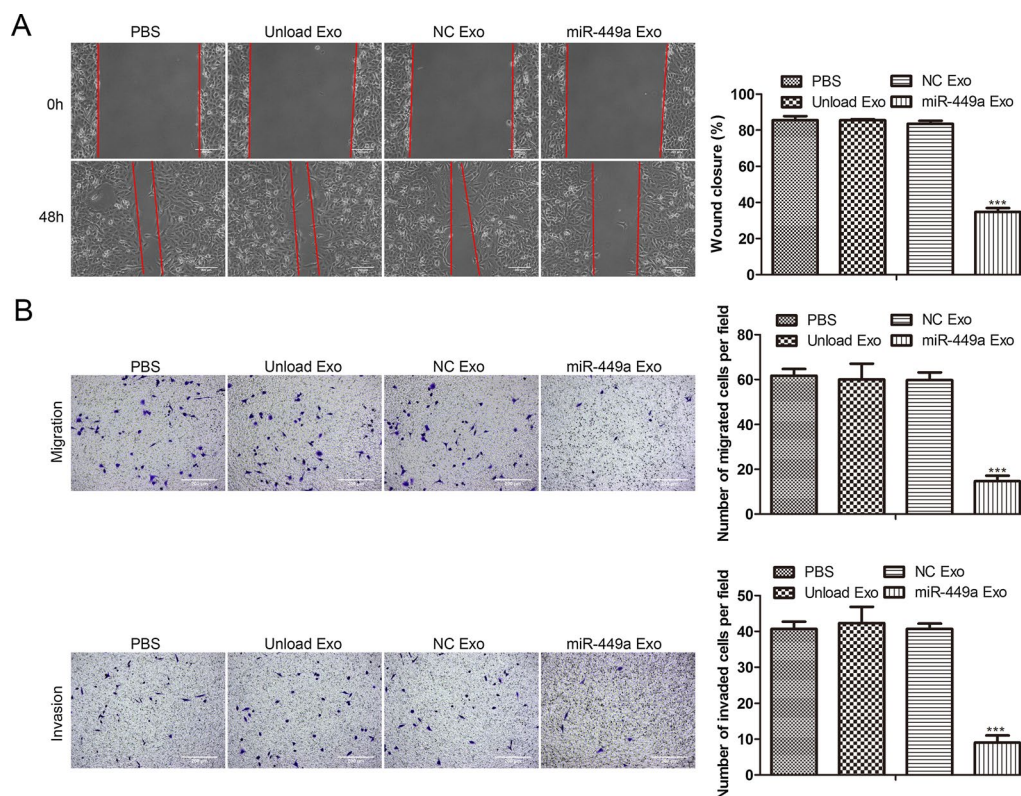 A
PBS Unload Exo NC Exo miR-449a Exo
0h
48h
PBS NC Exo
Unload Exo miR-449a Exo
Wound closure (%)
100
80
60
40
20
0
***
B
PBS Unload Exo NC Exo miR-449a Exo
Migration
PBS NC Exo
Unload Exo miR-449a Exo
Number of migrated cells per field
80
60
40
20
0
***
PBS Unload Exo NC Exo miR-449a Exo
Invasion
PBS NC Exo
Unload Exo miR-449a Exo
Number of invaded cells per field
50
40
30
20
10
0
***